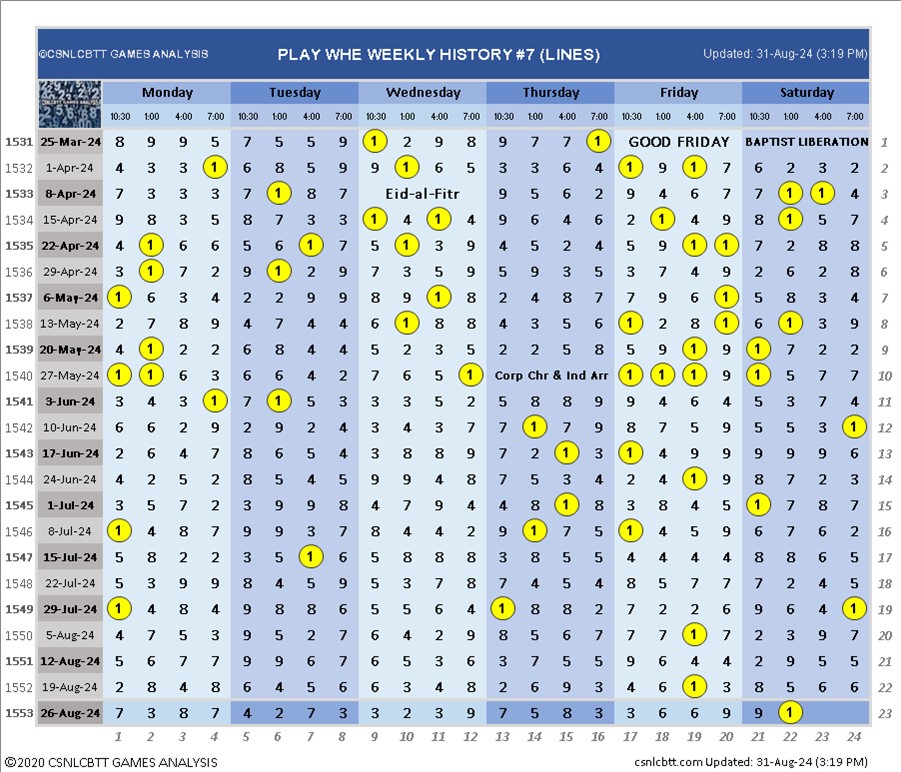 ©CSNLCBTT GAMES ANALYSIS PLAY WHE WEEKLY HISTORY #7 (LINES) Updated: 31-Aug-24 (3:19 PM)
Monday Tuesday Wednesday Thursday Friday Saturday
10:30 1:00 4:00 7:00 10:30 1:00 4:00 7:00 10:30 1:00 4:00 7:00 10:30 1:00 4:00 7:00 10:30 1:00 4:00 7:00 10:30 1:00 4:00 7:00
1531 25-Mar-24 8 9 9 5 7 5 5 9 1 2 9 8 9 7 7 1 GOOD FRIDAY BAPTIST LIBERATION 1
1532 1-Apr-24 4 3 3 1 6 8 5 9 9 1 2 5 3 3 6 4 1 9 1 7 6 2 3 2 2
1533 8-Apr-24 7 3 3 3 7 1 8 7 Eid-al-Fitr 9 5 6 2 9 4 6 7 7 1 1 4 3
1534 15-Apr-24 9 8 3 5 8 7 3 3 1 4 1 4 9 6 4 6 2 1 4 9 8 1 5 7 4
1535 22-Apr-24 4 1 6 6 5 6 1 7 5 1 3 9 4 5 2 4 5 9 1 1 7 2 8 8 5
1536 29-Apr-24 3 1 7 2 9 1 2 9 7 3 5 9 5 9 3 5 3 7 4 9 2 6 2 8 6
1537 6-May-24 1 6 3 4 2 2 9 9 8 9 1 8 2 4 8 7 7 9 6 1 5 8 3 4 7
1538 13-May-24 2 7 8 9 4 7 4 4 6 1 8 8 4 3 5 6 1 2 8 1 6 1 3 9 8
1539 20-May-24 4 1 2 2 6 8 4 4 5 2 3 5 2 2 5 8 5 9 1 9 1 7 2 2 9
1540 27-May-24 1 1 6 3 6 6 4 2 7 6 5 1 Corp Chr & Ind Arr 1 1 1 9 1 5 7 7 10
1541 3-Jun-24 3 4 3 1 7 1 5 3 3 3 5 2 5 8 8 9 9 4 6 4 5 3 7 4 11
1542 10-Jun-24 6 6 2 9 2 9 2 4 3 4 3 7 7 1 7 9 8 7 5 9 5 5 3 1 12
1543 17-Jun-24 2 6 4 7 8 6 5 4 3 8 8 9 7 2 1 3 1 4 9 9 9 9 9 6 13
1544 24-Jun-24 4 2 5 2 8 5 4 5 9 9 4 8 7 5 3 4 2 4 1 9 8 7 2 3 14
1545 1-Jul-24 3 5 7 2 3 9 9 8 4 7 9 4 4 8 1 8 3 8 4 5 1 7 8 7 15
1546 8-Jul-24 1 4 8 7 9 9 3 7 8 4 4 2 9 1 7 5 1 4 5 9 6 7 6 2 16
1547 15-Jul-24 5 8 2 2 3 5 1 6 5 8 8 8 3 8 5 5 4 4 4 4 8 8 6 5 17
1548 22-Jul-24 5 3 9 9 8 4 5 9 5 3 7 8 7 4 5 4 8 5 7 7 7 2 4 5 18
1549 29-Jul-24 1 4 8 4 9 8 8 6 5 5 6 4 1 8 8 2 7 2 2 6 9 6 4 1 19
1550 5-Aug-24 4 7 5 3 9 5 2 7 6 4 2 9 8 5 6 7 7 7 1 7 2 3 9 7 20
1551 12-Aug-24 5 6 7 7 9 9 6 7 6 5 3 6 3 7 5 5 9 6 4 4 2 9 5 5 21
1552 19-Aug-24 2 8 4 8 6 4 5 6 6 3 4 8 2 6 9 3 4 6 1 3 8 5 6 6 22
1553 26-Aug-24 7 3 8 7 4 2 7 3 3 2 3 9 7 5 8 3 3 6 6 9 9 1 23
1 2 3 4 5 6 7 8 9 10 11 12 13 14 15 16 17 18 19 20 21 22 23 24
©2020 CSNLCBTT GAMES ANALYSIS csnlcbtt.com Updated: 31-Aug-24 (3:19 PM)